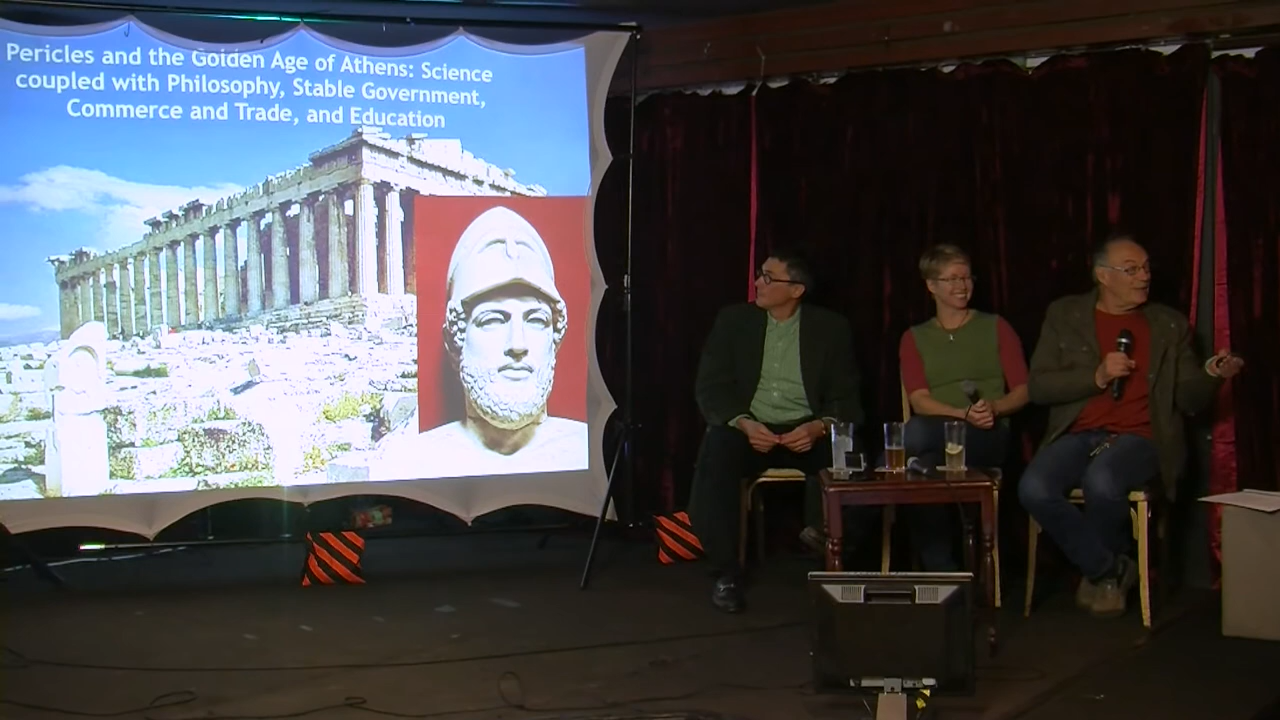 Pericles and the Golden Age of Athens: Science
coupled with Philosophy, Stable Government,
Commerce and Trade, and Education